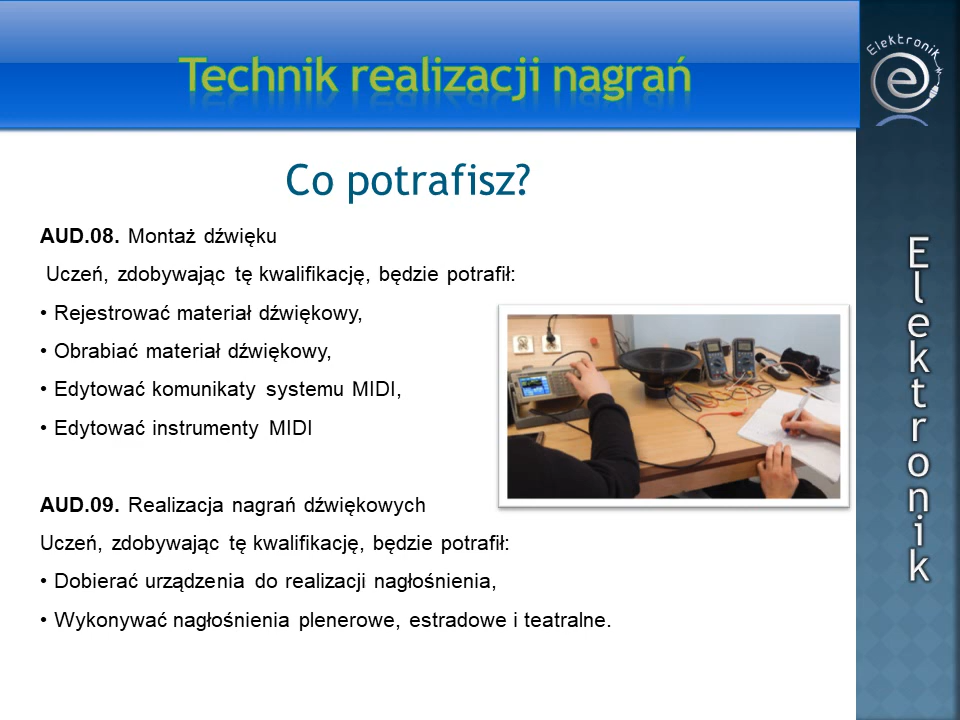 Technik realizacji nagrań
Elektronik
e
Co potrafisz?
AUD.08. Montaż dźwięku
Uczeń, zdobywając tę kwalifikację, będzie potrafił:
• Rejestrować materiał dźwiękowy,
• Obrabiać materiał dźwiękowy,
• Edytować komunikaty systemu MIDI,
• Edytować instrumenty MIDI
AUD.09. Realizacja nagrań dźwiękowych
Uczeń, zdobywając tę kwalifikację, będzie potrafił:
• Dobierać urządzenia do realizacji nagłośnienia,
• Wykonywać nagłośnienia plenerowe, estradowe i teatralne.
Elektronik